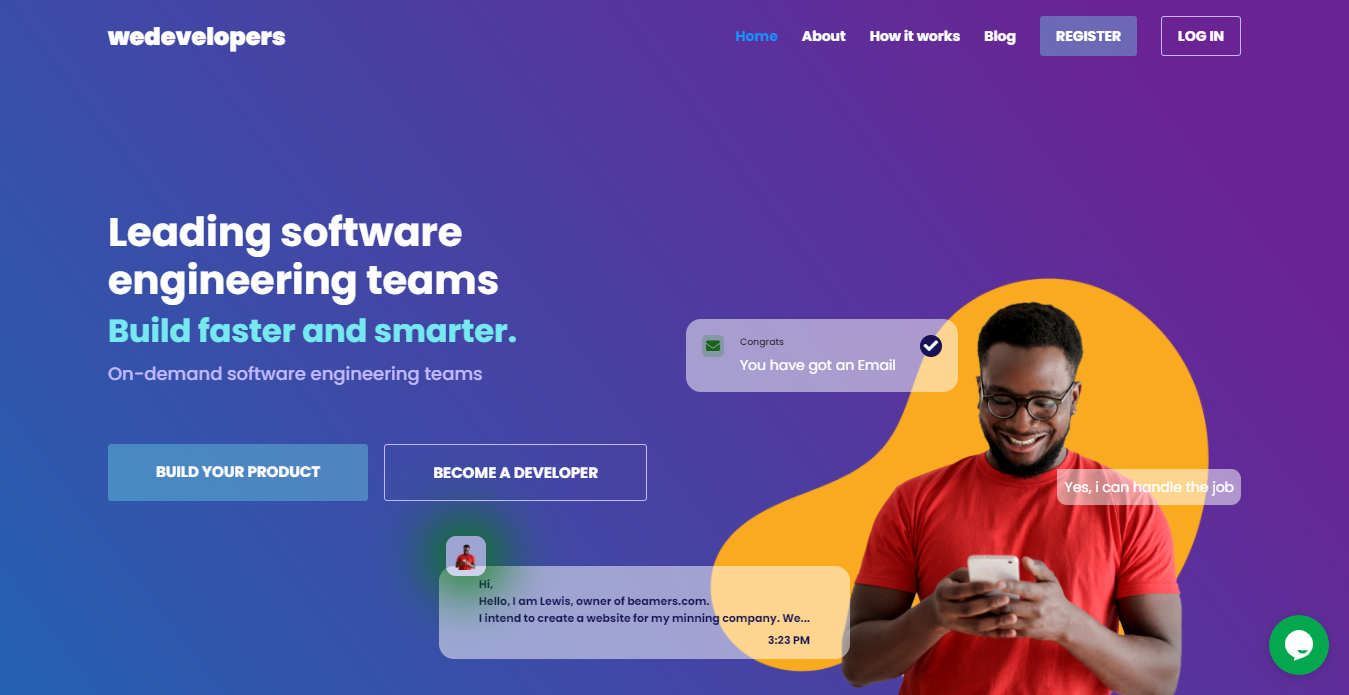 wedevelopers
Home
About
How it works
Blog
REGISTER
LOG IN
Leading software
engineering teams
Build faster and smarter.
On-demand software engineering teams
BUILD YOUR PRODUCT
BECOME A DEVELOPER
Congrats
You have got an Email
Yes, i can handle the job
Hi,
Hello, I am Lewis, owner of beamers.com.
I intend to create a website for my minning company. We...
3:23 PM